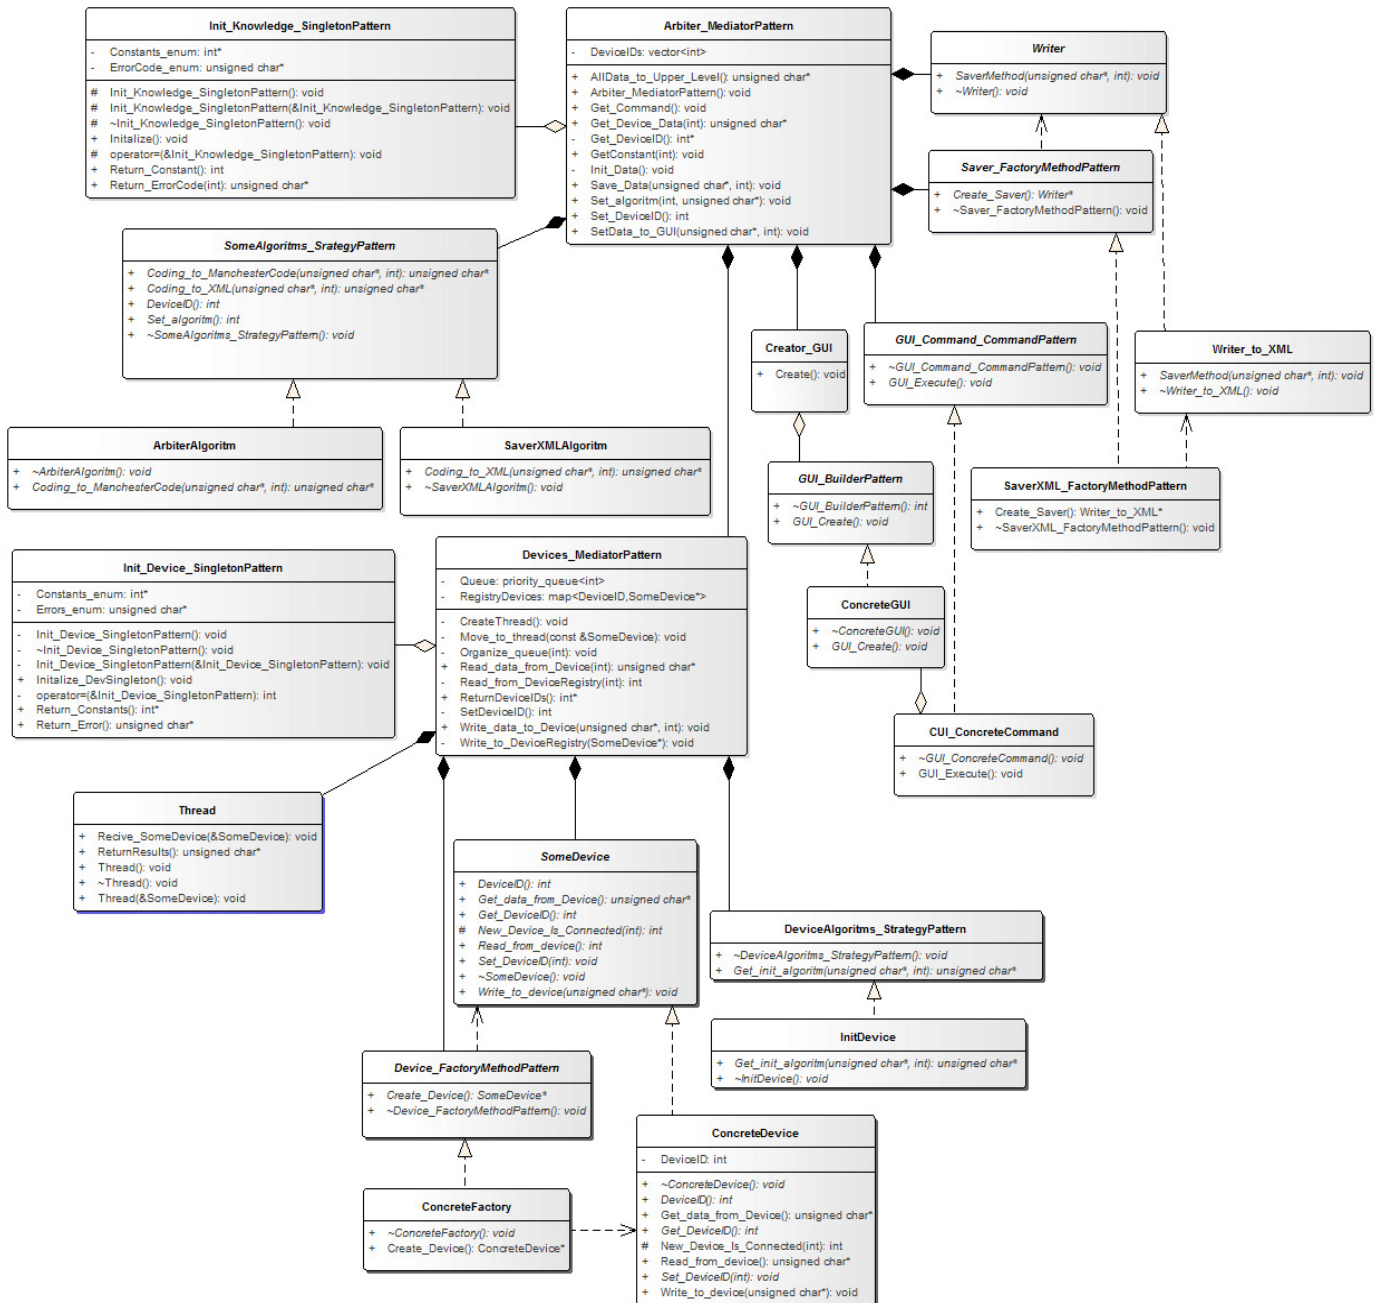 Init_Knowledge_SingletonPattern
- Constants_enum: int*
- ErrorCode_enum: unsigned char*
# Init_Knowledge_SingletonPattern(): void
# Init_Knowledge_SingletonPattern(&Init_Knowledge_SingletonPattern): void
# ~Init_Knowledge_SingletonPattern(): void
+ Initalize(): void
# operator=(&Init_Knowledge_SingletonPattern): void
+ Return_Constant(): int
+ Return_ErrorCode(int): unsigned char*
Arbiter_MediatorPattern
- DeviceIDs: vector<int>
+ AllData_to_Upper_Level(): unsigned char*
+ Arbiter_MediatorPattern(): void
+ Get_Command(): void
+ Get_Device_Data(int): unsigned char*
- Get_DeviceID(): int*
+ GetConstant(int): void
- Init_Data(): void
+ Save_Data(unsigned char*, int): void
+ Set_algoritm(int, unsigned char*): void
+ Set_DeviceID(): int
+ SetData_to_GUI(unsigned char*, int): void
Writer
+ SaverMethod(unsigned char*, int): void
+ ~Writer(): void
Saver_FactoryMethodPattern
+ Create_Saver(): Writer*
+ ~Saver_FactoryMethodPattern(): void
SomeAlgoritms_SrategyPattern
+ Coding_to_ManchesterCode(unsigned char*, int): unsigned char*
+ Coding_to_XML(unsigned char*, int): unsigned char*
+ DeviceID(): int
+ Set_algoritm(): int
+ ~SomeAlgoritms_StrategyPattern(): void
Creator_GUI
+ Create(): void
GUI_Command_CommandPattern
+ ~GUI_Command_CommandPattern(): void
+ GUI_Execute(): void
Writer_to_XML
+ SaverMethod(unsigned char*, int): void
+ ~Writer_to_XML(): void
ArbiterAlgoritm
+ ~ArbiterAlgoritm(): void
+ Coding_to_ManchesterCode(unsigned char*, int): unsigned char*
SaverXMLAlgoritm
+ Coding_to_XML(unsigned char*, int): unsigned char*
+ ~SaverXMLAlgoritm(): void
GUI_BuilderPattern
+ ~GUI_BuilderPattern(): int
+ GUI_Create(): void
SaverXML_FactoryMethodPattern
+ Create_Saver(): Writer_to_XML*
+ ~SaverXML_FactoryMethodPattern(): void
Init_Device_SingletonPattern
- Constants_enum: int*
- Errors_enum: unsigned char*
- Init_Device_SingletonPattern(): void
- ~Init_Device_SingletonPattern(): void
- Init_Device_SingletonPattern(&Init_Device_SingletonPattern): void
+ Initalize_DevSingleton(): void
- operator=(&Init_Device_SingletonPattern): int
+ Return_Constants(): int*
+ Return_Error(): unsigned char*
Devices_MediatorPattern
- Queue: priority_queue<int>
- RegistryDevices: map<DeviceID,SomeDevice*>
- CreateThread(): void
- Move_to_thread(const &SomeDevice): void
- Organize_queue(int): void
+ Read_data_from_Device(int): unsigned char*
- Read_from_DeviceRegistry(int): int
+ ReturnDeviceIDs(): int*
- SetDeviceID(): int
+ Write_data_to_Device(unsigned char*, int): void
- Write_to_DeviceRegistry(SomeDevice*): void
ConcreteGUI
+ ~ConcreteGUI(): void
+ GUI_Create(): void
CUI_ConcreteCommand
+ ~GUI_ConcreteCommand(): void
+ GUI_Execute(): void
Thread
+ Recive_SomeDevice(&SomeDevice): void
+ ReturnResults(): unsigned char*
+ Thread(): void
+ ~Thread(): void
+ Thread(&SomeDevice): void
SomeDevice
+ DeviceID(): int
+ Get_data_from_Device(): unsigned char*
+ Get_DeviceID(): int
# New_Device_Is_Connected(int): int
+ Read_from_device(): int
+ Set_DeviceID(int): void
+ ~SomeDevice(): void
+ Write_to_device(unsigned char*): void
DeviceAlgoritms_StrategyPattern
+ ~DeviceAlgoritms_StrategyPattern(): void
+ Get_init_algoritm(unsigned char*, int): unsigned char*
InitDevice
+ Get_init_algoritm(unsigned char*, int): unsigned char*
+ ~InitDevice(): void
Device_FactoryMethodPattern
+ Create_Device(): SomeDevice*
+ ~Device_FactoryMethodPattern(): void
ConcreteFactory
+ ~ConcreteFactory(): void
+ Create_Device(): ConcreteDevice*
ConcreteDevice
- DeviceID: int
+ ~ConcreteDevice(): void
+ DeviceID(): int
+ Get_data_from_Device(): unsigned char*
+ Get_DeviceID(): int
# New_Device_Is_Connected(int): int
+ Read_from_device(): unsigned char*
+ Set_DeviceID(int): void
+ Write_to_device(unsigned char*): void